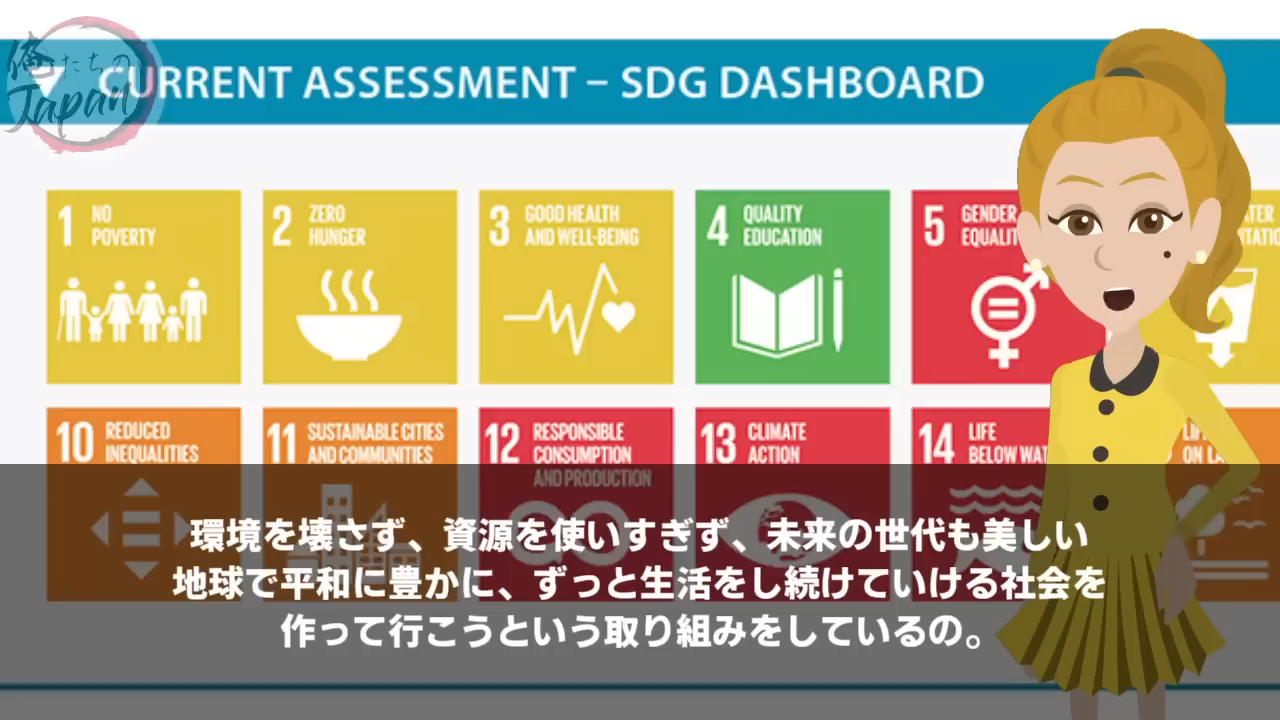 俺たちの
Japan
CURRENT ASSESSMENT – SDG DASHBOARD
1 NO
POVERTY
2 ZERO
HUNGER
3 GOOD HEALTH
AND WELL-BEING
4 QUALITY
EDUCATION
5 GENDER
10 REDUCED
INEQUALITIES
11 SUSTAINABLE CITIES
AND COMMUNITIES
12 RESPONSIBLE
CONSUMPTION
AND PRODUCTION
13 CLIMATE
ACTION
14 LIFE
BELOW
環境を壊さず、資源を使いすぎず、未来の世代も美しい
地球で平和に豊かに、ずっと生活をし続けていける社会を
作って行こうという取り組みをしているの。